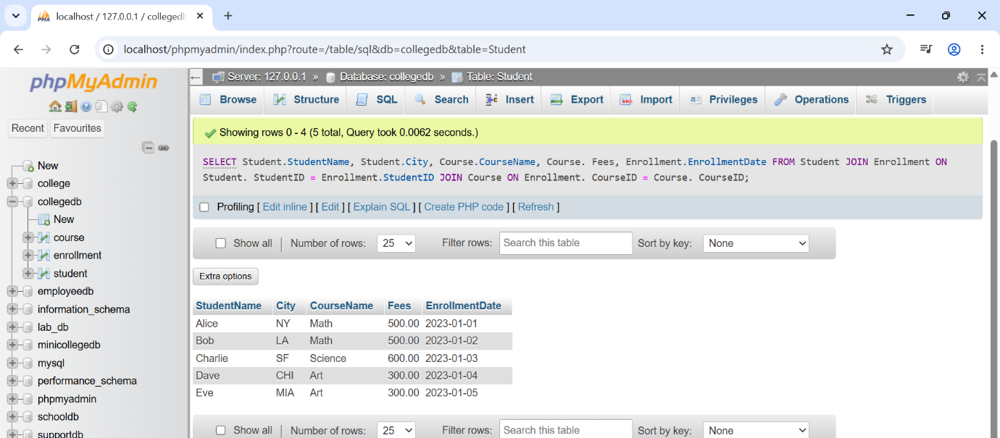 localhost / 127.0.0.1 / collegedb
localhost/phpmyadmin/index.php?route=/table/sql&db=collegedb&table=Student
phpMyAdmin
Recent Favourites
New
college
collegedb
New
course
enrollment
student
employeedb
information_schema
lab_db
minicollegedb
mysql
performance_schema
phpmyadmin
schooldb
supportdb
Server: 127.0.0.1 » Database: collegedb » Table: Student
Browse Structure SQL Search Insert Export Import Privileges Operations Triggers
Showing rows 0 - 4 (5 total, Query took 0.0062 seconds.)
SELECT Student.StudentName, Student.City, Course.CourseName, Course. Fees, Enrollment.EnrollmentDate FROM Student JOIN Enrollment ON
Student. StudentID = Enrollment.StudentID JOIN Course ON Enrollment. CourseID = Course. CourseID;
Profiling [ Edit inline ] [ Edit ] [ Explain SQL ] [ Create PHP code ] [ Refresh ]
Show all | Number of rows: 25 Filter rows: Search this table Sort by key: None
Extra options
StudentName City CourseName Fees EnrollmentDate
Alice NY Math 500.00 2023-01-01
Bob LA Math 500.00 2023-01-02
Charlie SF Science 600.00 2023-01-03
Dave CHI Art 300.00 2023-01-04
Eve MIA Art 300.00 2023-01-05
Show all | Number of rows: 25 Filter rows: Search this table Sort by key: None